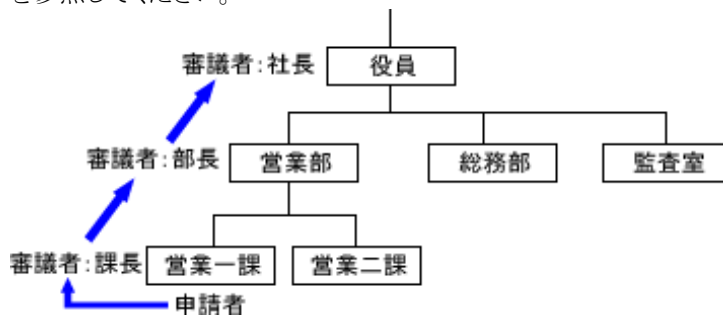 を参照してください。
審議者：社長 役員
審議者：部長 営業部 総務部 監査室
審議者：課長 営業一課 営業二課
申請者